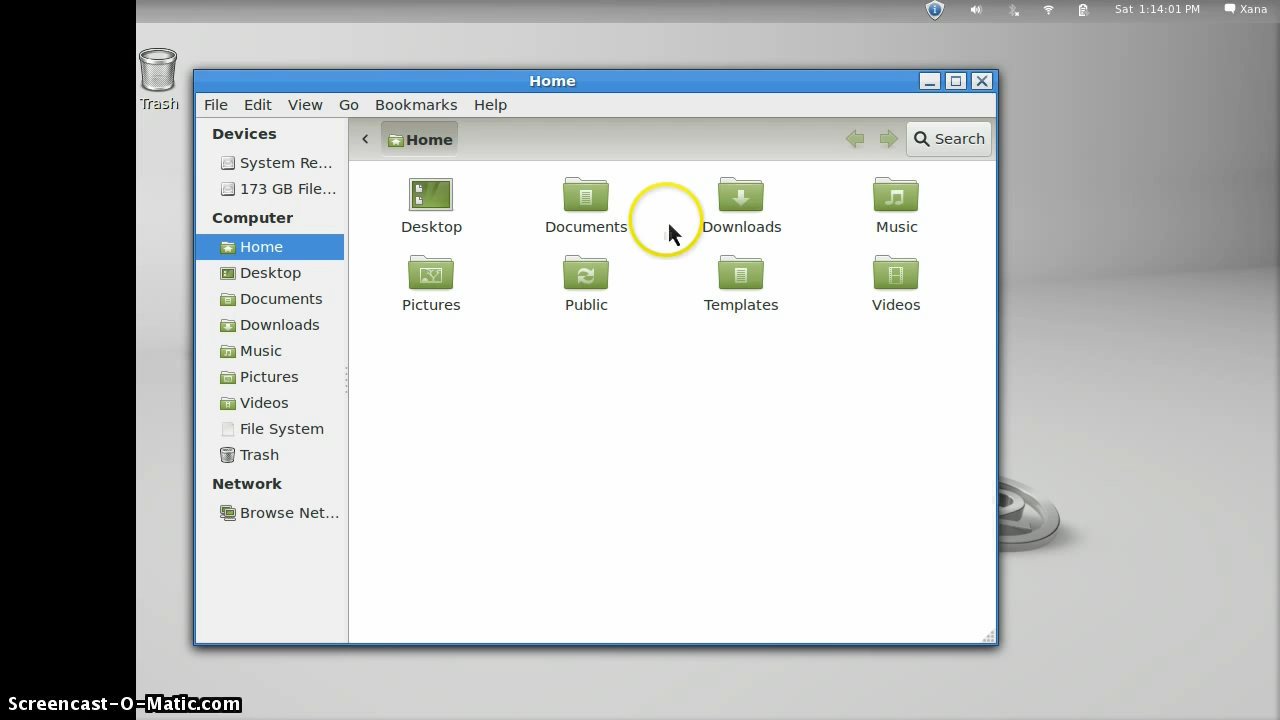 Sat 1:14:01 PM
Xana
Trash
Home
File Edit View Go Bookmarks Help
Devices
System Re...
173 GB File...
Computer
Home
Desktop
Documents
Downloads
Music
Pictures
Videos
File System
Trash
Network
Browse Net...
Home
Search
Desktop
Documents
Downloads
Music
Pictures
Public
Templates
Videos
Screencast-O-Matic.com